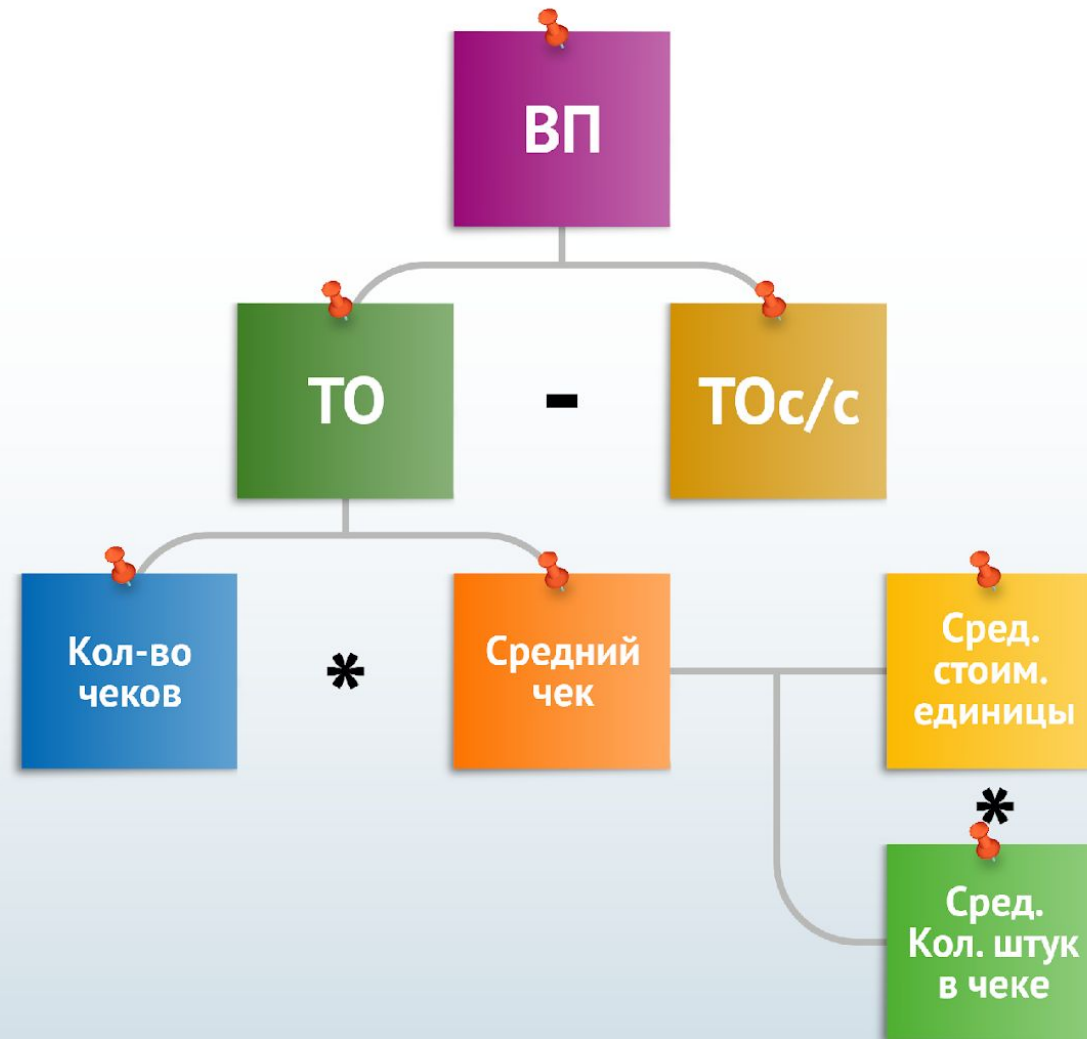 ВП
ТО
-
ТОс/с
Кол-во
чеков
*
Средний
чек
Сред.
стоим.
единицы
*
Сред.
Кол. штук
в чеке